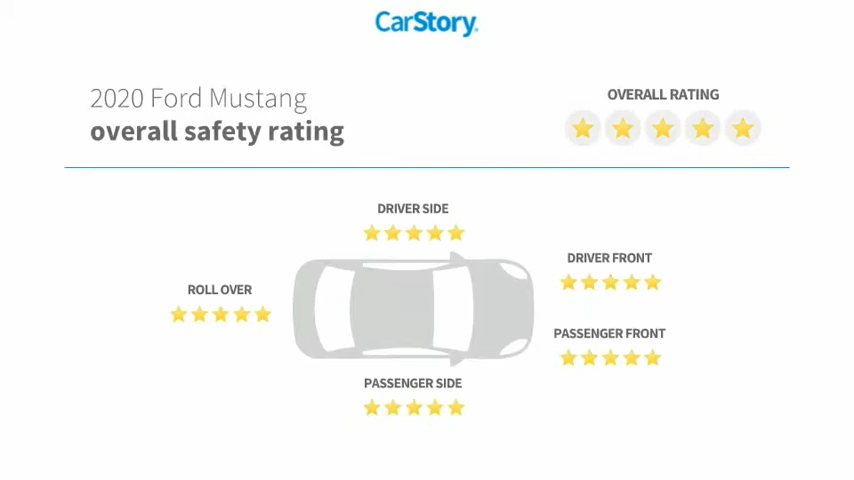 CarStory.
2020 Ford Mustang
overall safety rating
OVERALL RATING
DRIVER SIDE
DRIVER FRONT
ROLL OVER
PASSENGER FRONT
PASSENGER SIDE